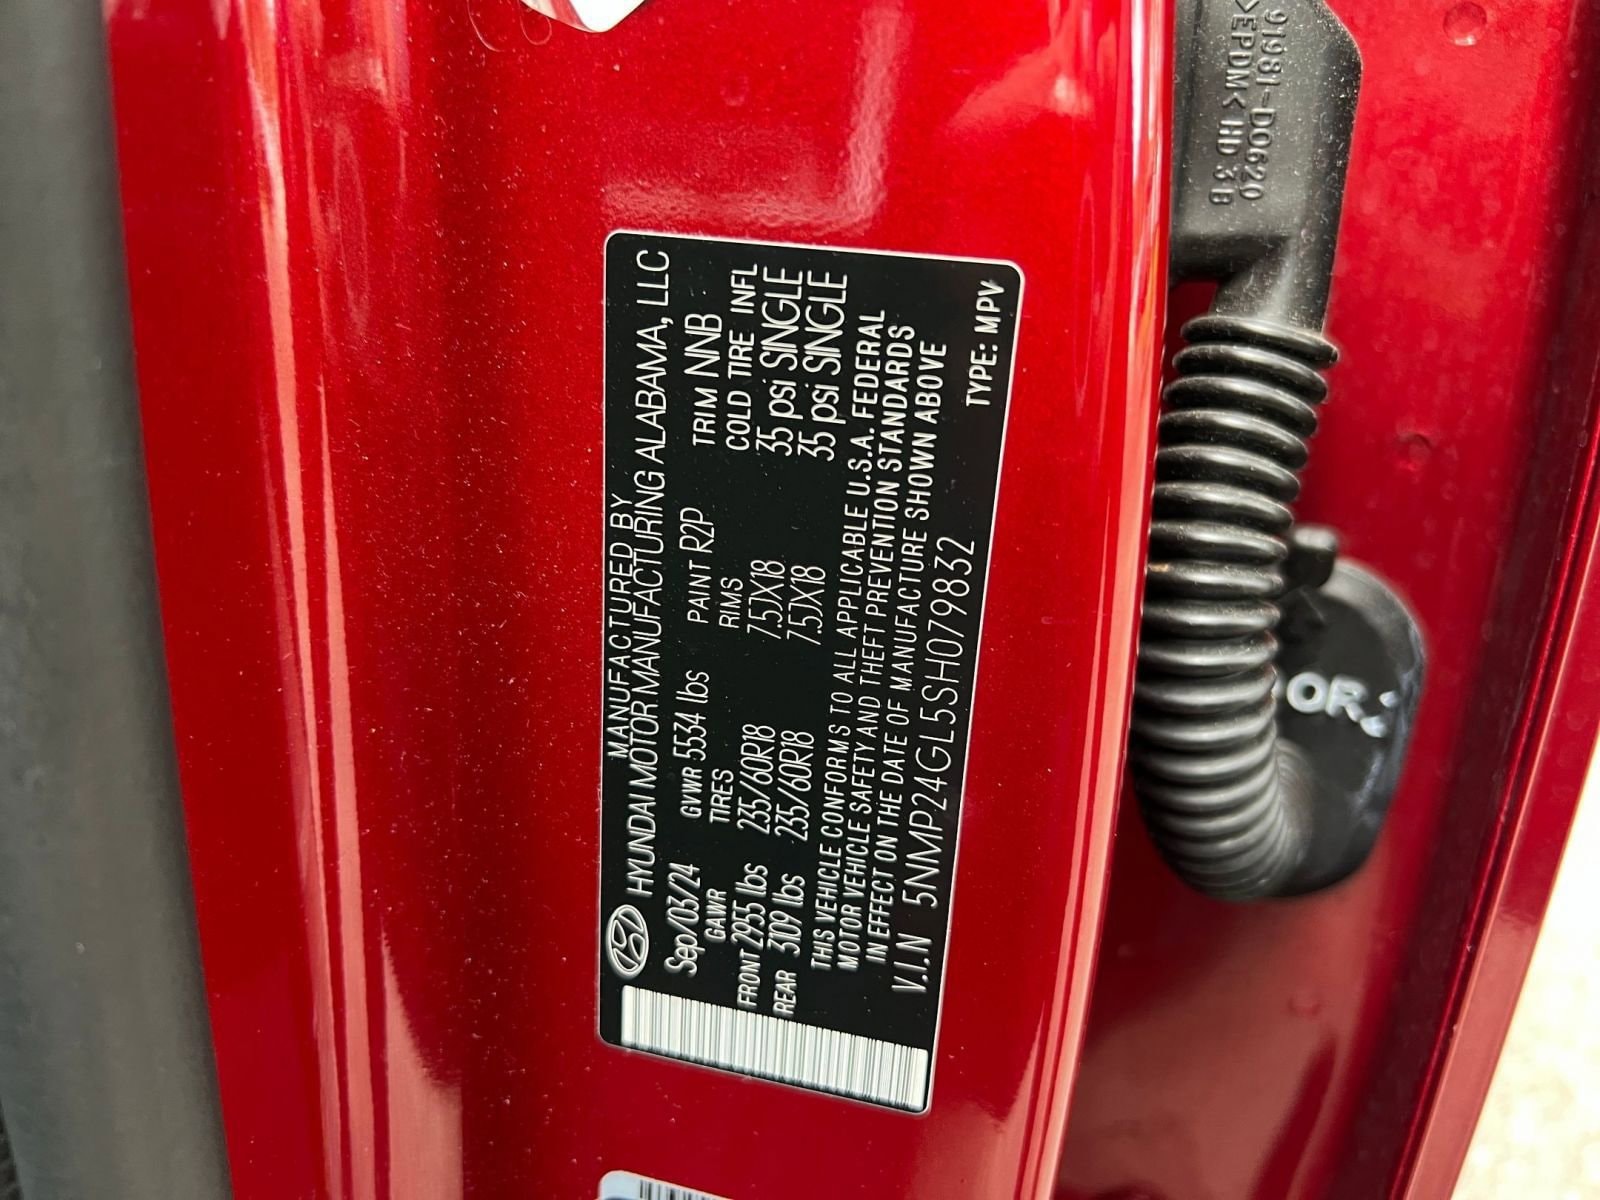 MANUFACTURED BY
HYUNDAI MOTOR MANUFACTURING ALABAMA, LLC
Sep/03/24 GVWR 5534 lbs PAINT R2P TRIM NNB
GAWR TIRES RIMS COLD TIRE INFL
FRONT 2955 lbs 235/60R18 7.5JX18 35 psi SINGLE
REAR 3109 lbs 235/60R18 7.5JX18 35 psi SINGLE
THIS VEHICLE CONFORMS TO ALL APPLICABLE U.S.A. FEDERAL
MOTOR VEHICLE SAFETY AND THEFT PREVENTION STANDARDS
IN EFFECT ON THE DATE OF MANUFACTURE SHOWN ABOVE
V.I.N 5NMP24GL5SH079832
TYPE: MPV
91981-D0620
>EPDM< HD 3B